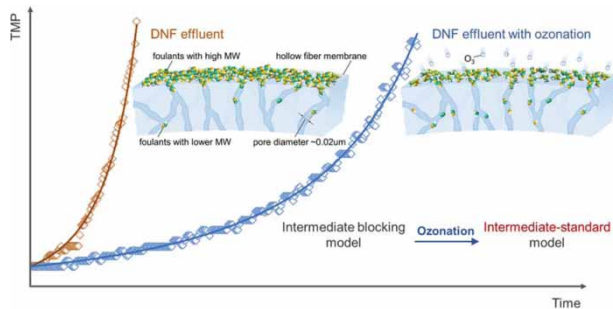 TMP
DNF effluent
foulants with high MW
hollow fiber membrane
foulants with lower MW
pore diameter ~0.02um
DNF effluent with ozonation
O₃
Intermediate blocking
model
Ozonation
Intermediate-standard
model
Time